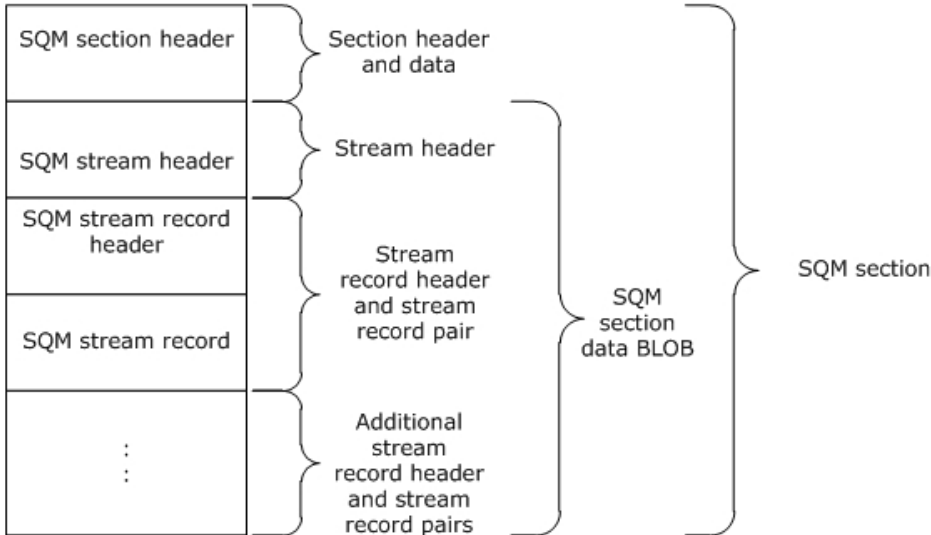 SQM section header
Section header
and data
SQM stream header
Stream header
SQM stream record
header
SQM stream record
Stream
record header
and stream
record pair
⋮
Additional
stream
record header
and stream
record pairs
SQM
section
data BLOB
SQM section